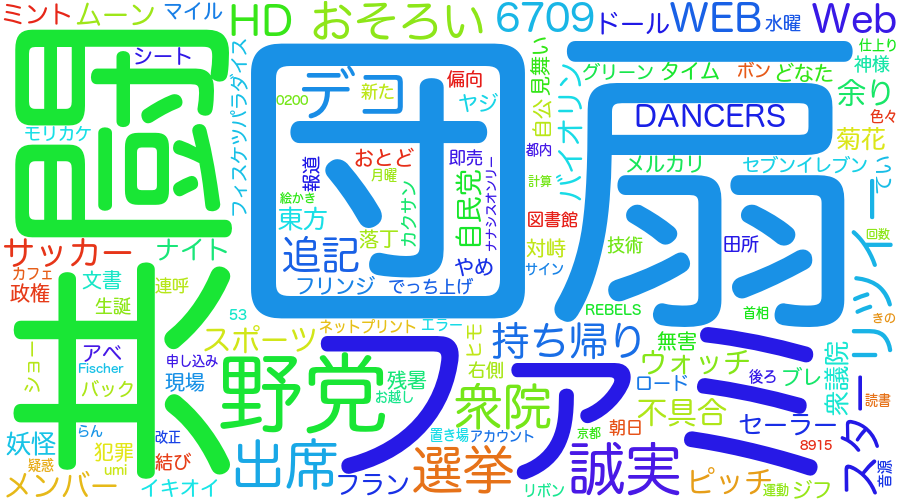 ミント
ムーン
マイル
HD
おそろい
6709
ドール
WEB
水曜
Web
共闘
シート
モリカケ
フィスケッツパラダイス
団扇
デコ
0200
新た
偏向
ヤジ
見舞い
自公
バイオリン
グリーン
タイム
ボン
どなた
仕上り
神様
余り
色々
DANCERS
菊花
報道
おとど
月曜
即売
都内
メルカリ
セブンイレブン
って
絵かき
カクサン
自民党
ナナシスオンリー
計算
図書館
東方
落丁
対峙
技術
田所
回数
サッカー
ナイト
追記
やめ
サイン
リツイート
カフェ
政権
文書
連呼
フリンジ
でっち上げ
生誕
53
REBELS
首相
きの
スポーツ
ネットプリント
エラー
ヒモ
持ち帰り
無害
ショー
アベ
申し込み
Fischer
バック
現場
野党
ファミ
残暑
お越し
右側
衆院
ウォッチ
ロード
後ろ
ブレ
衆議院
読書
不具合
らん
改正
置き場
アカウント
京都
朝日
セーラー
スター
妖怪
犯罪
疑惑
umi
結び
出席
選挙
誠実
8915
音源
メンバー
イキオイ
フラン
リボン
ピッチ
運動
ジフ